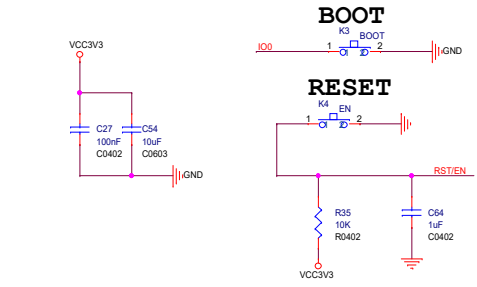 BOOT
K3
BOOT
IO0
1
2
GND
VCC3V3
RESET
K4
EN
1
2
C27
100nF
C0402
C54
10uF
C0603
GND
RST/EN
R35
10K
R0402
C64
1uF
C0402
VCC3V3